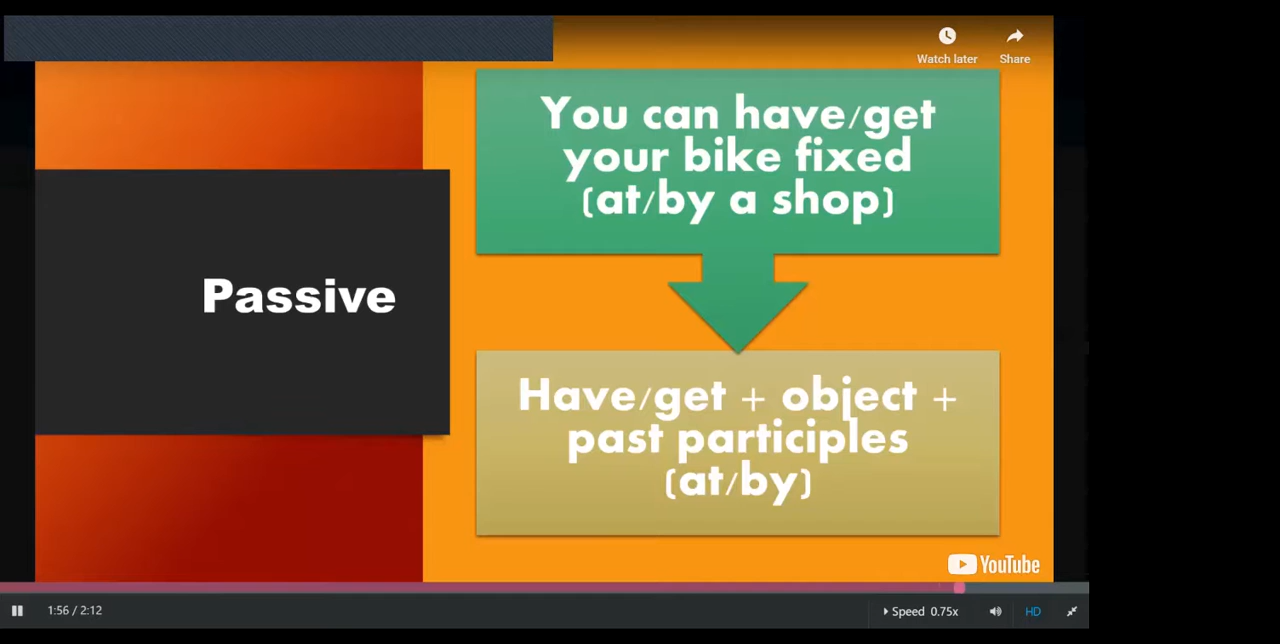 Watch later
Share
You can have/get
your bike fixed
(at/by a shop)
Passive
Have/get + object +
past participles
(at/by)
YouTube
1:56 / 2:12
Speed 0.75x
HD